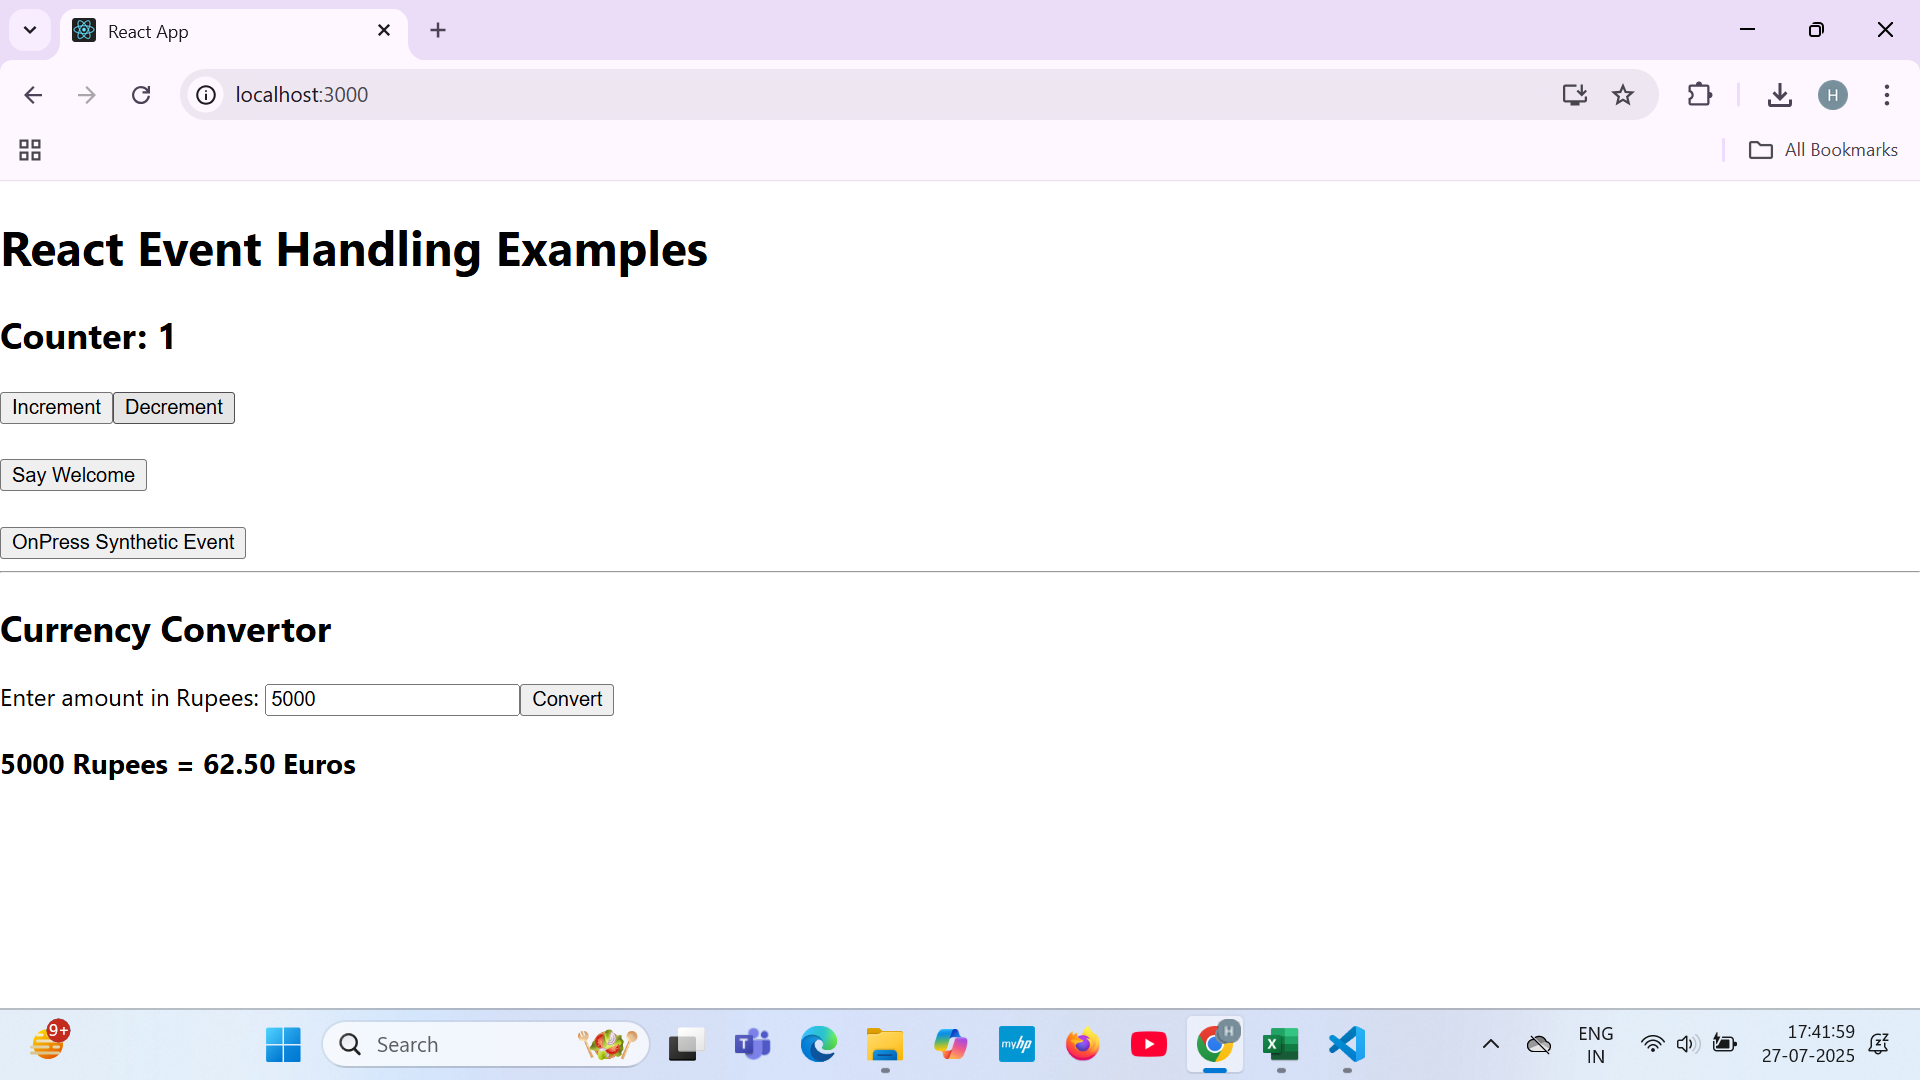 React App
localhost:3000
H
All Bookmarks
React Event Handling Examples
Counter: 1
Increment Decrement
Say Welcome
OnPress Synthetic Event
Currency Convertor
Enter amount in Rupees: 5000 Convert
5000 Rupees = 62.50 Euros
9+
Search
T
myhp
H
X
ENG
IN
17:41:59
27-07-2025